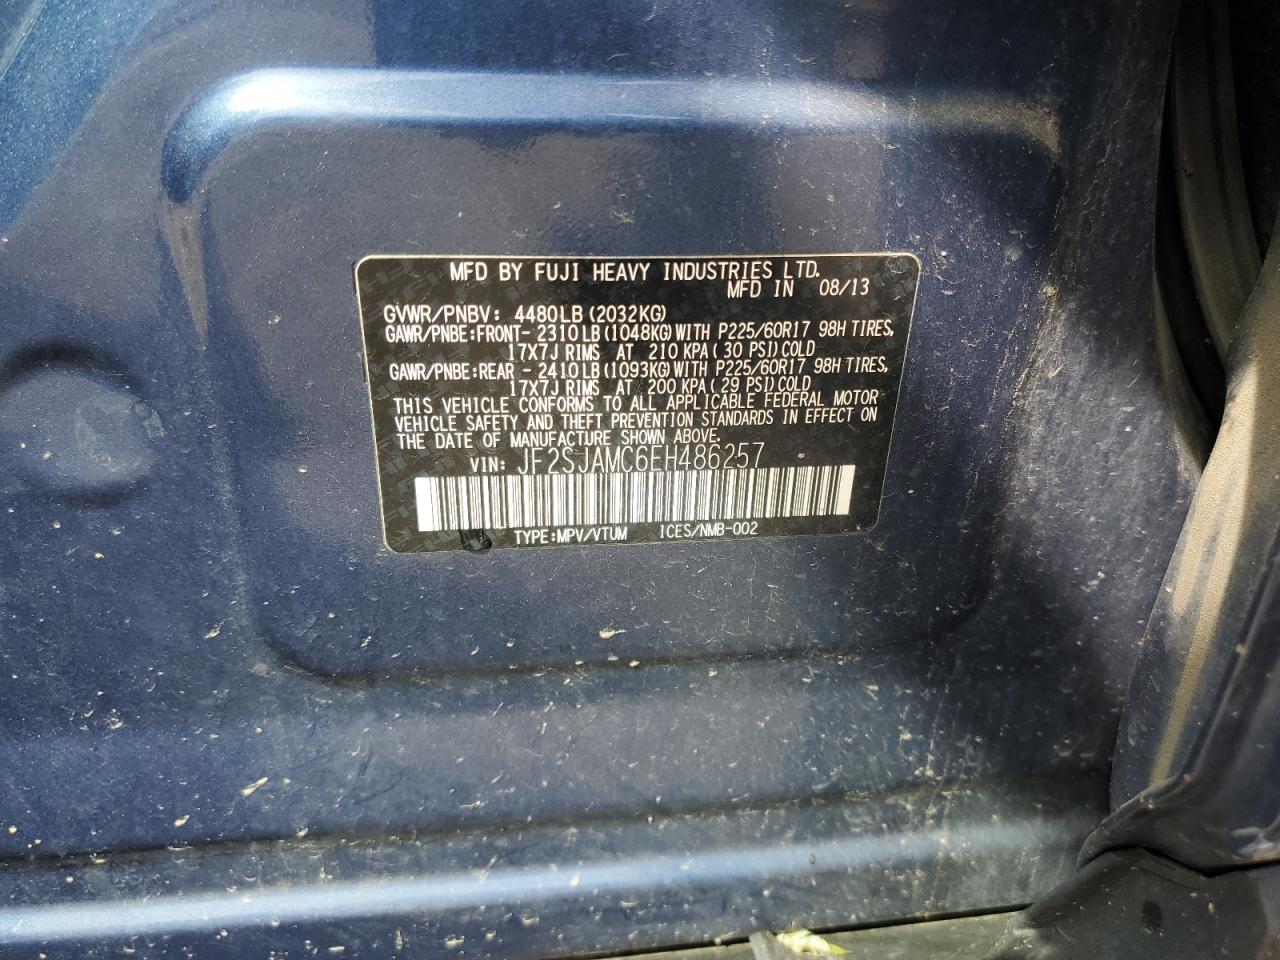 MFD BY FUJI HEAVY INDUSTRIES LTD.
MFD IN 08/13
GVWR/PNBV: 4480LB(2032KG)
GAWR/PNBE:FRONT- 2310LB(1048KG)WITH P225/60R17 98H TIRES,
17X7J RIMS AT 210 KPA( 30 PSI)COLD
GAWR/PNBE:REAR - 2410LB(1093KG)WITH P225/60R17 98H TIRES,
17X7J RIMS AT 200 KPA( 29 PSI)COLD
THIS VEHICLE CONFORMS TO ALL APPLICABLE FEDERAL MOTOR
VEHICLE SAFETY AND THEFT PREVENTION STANDARDS IN EFFECT ON
THE DATE OF MANUFACTURE SHOWN ABOVE.
VIN: JF2SJAMC6EH486257
TYPE:MPV/VTUM ICES/NMB-002